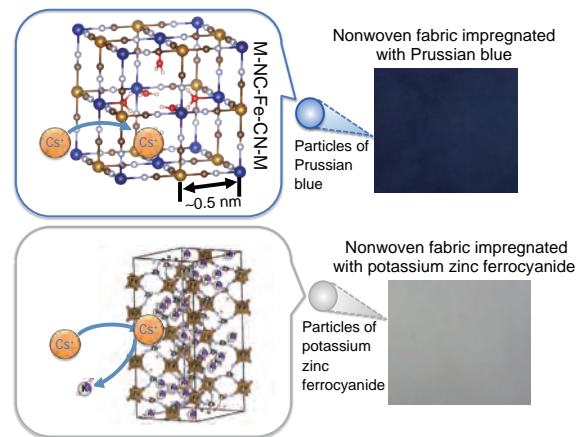 Nonwoven fabric impregnated
with Prussian blue
M-NC-Fe-CN-M
Cs⁺
Cs⁺
~0.5 nm
Particles of
Prussian
blue
Nonwoven fabric impregnated
with potassium zinc ferrocyanide
Cs⁺
Cs⁺
K⁺
Particles of
potassium
zinc
ferrocyanide